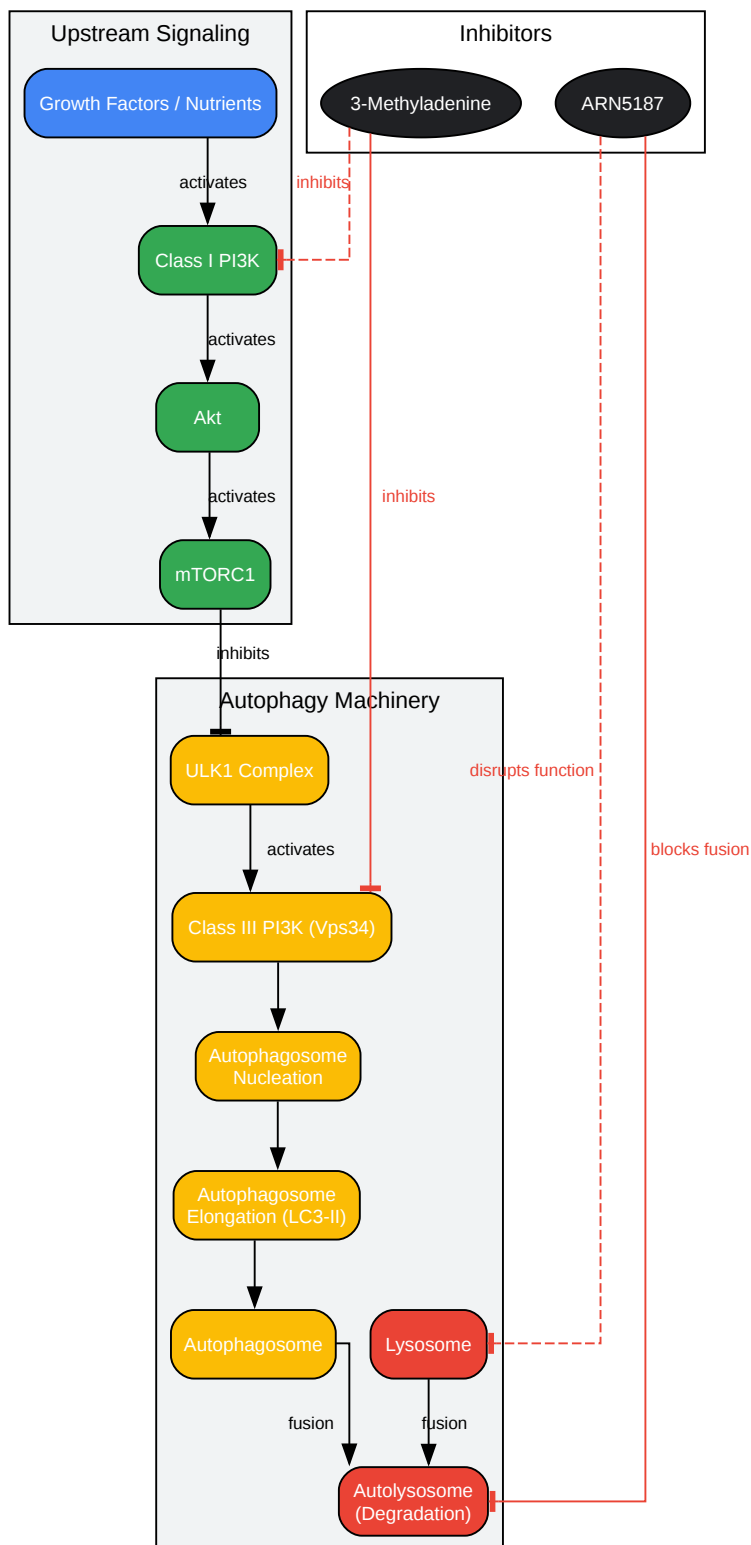 Upstream Signaling
Inhibitors
Growth Factors / Nutrients
3-Methyladenine
ARN5187
activates
inhibits
Class I PI3K
activates
Akt
activates
inhibits
mTORC1
inhibits
Autophagy Machinery
ULK1 Complex
disrupts function
activates
blocks fusion
Class III PI3K (Vps34)
Autophagosome
Nucleation
Autophagosome
Elongation (LC3-II)
Autophagosome
Lysosome
fusion
fusion
Autolysosome
(Degradation)